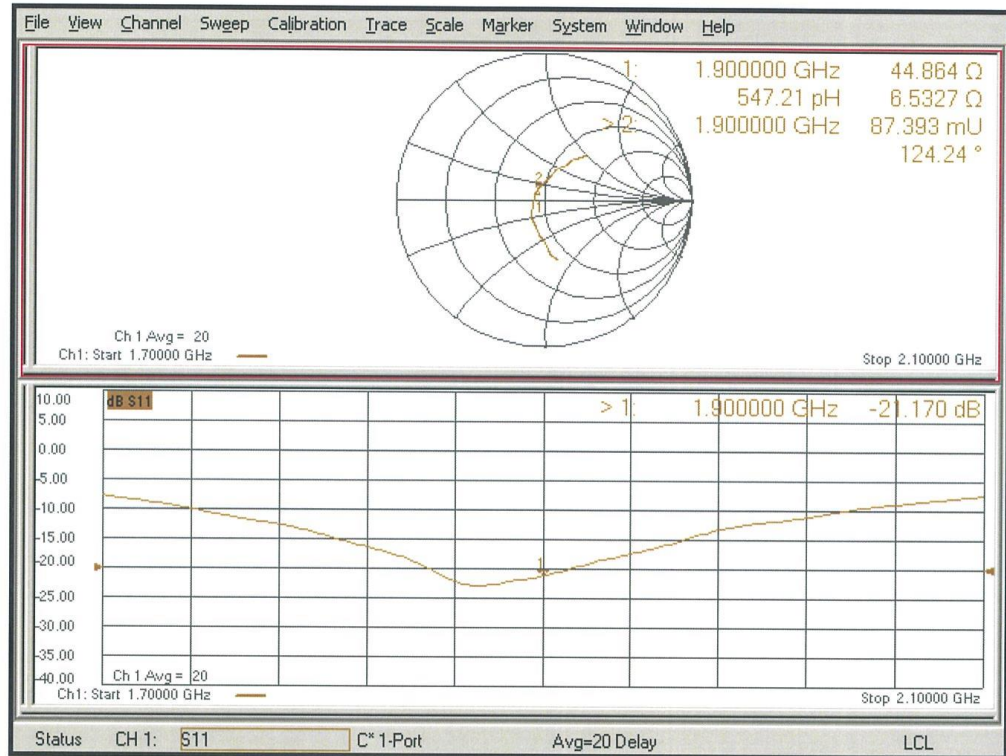 File View Channel Sweep Calibration Trace Scale Marker System Window Help
1: 1.900000 GHz 44.864 Ω
547.21 pH 6.5327 Ω
> 2: 1.900000 GHz 87.393 mU
124.24 °
2
1
Ch 1 Avg = 20
Ch1: Start 1.70000 GHz
Stop 2.10000 GHz
10.00
dB S11
> 1: 1.900000 GHz -21.170 dB
5.00
0.00
-5.00
-10.00
-15.00
-20.00
1
-25.00
-30.00
-35.00
-40.00
Ch 1 Avg = 20
Ch1: Start 1.70000 GHz
Stop 2.10000 GHz
Status CH 1: S11 C* 1-Port Avg=20 Delay LCL